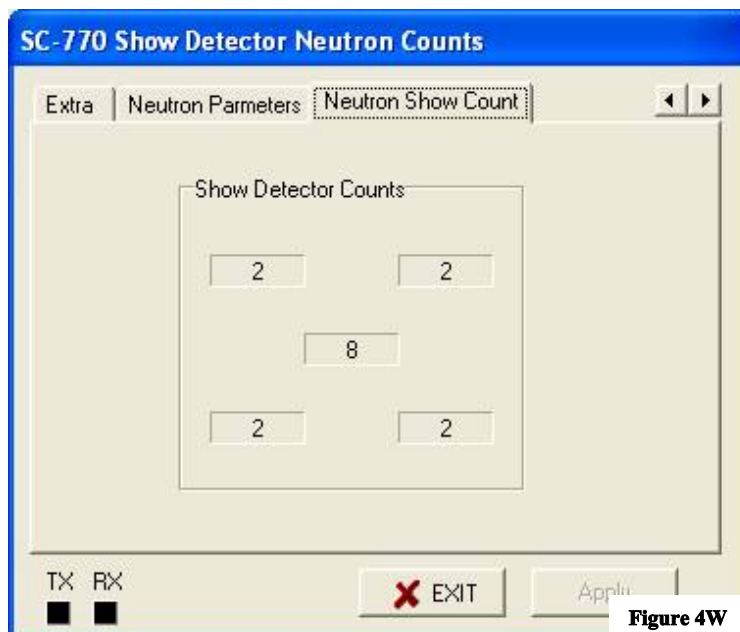 SC-770 Show Detector Neutron Counts
Extra Neutron Parmeters Neutron Show Count
Show Detector Counts
2 2
8
2 2
TX RX
EXIT Apply
Figure 4W